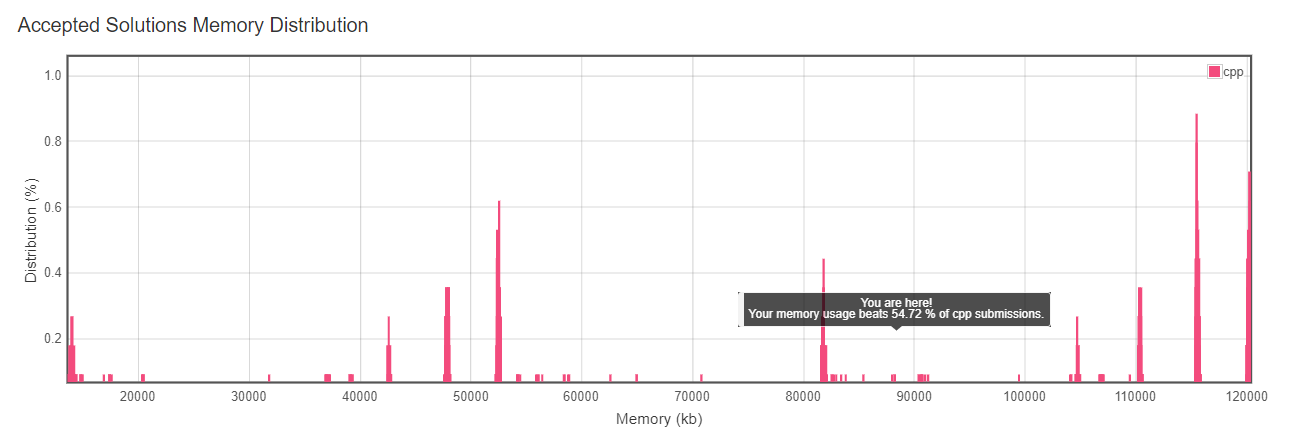 Accepted Solutions Memory Distribution
cpp
Distribution (%)
1.0
0.8
0.6
0.4
0.2
You are here!
Your memory usage beats 54.72 % of cpp submissions.
20000 30000 40000 50000 60000 70000 80000 90000 100000 110000 120000
Memory (kb)